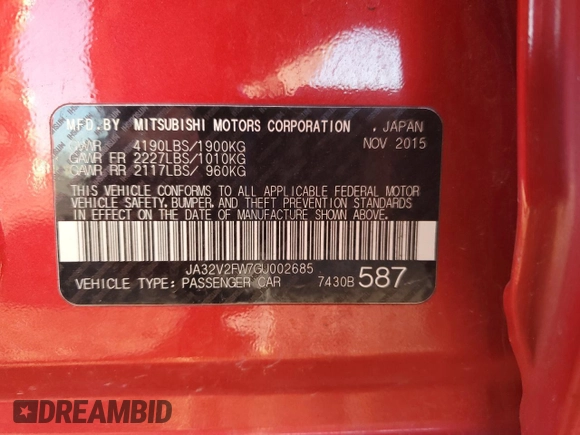 MFD.BY MITSUBISHI MOTORS CORPORATION , JAPAN
GVWR 4190LBS/1900KG NOV 2015
GAWR FR 2227LBS/1010KG
GAWR RR 2117LBS/ 960KG
THIS VEHICLE CONFORMS TO ALL APPLICABLE FEDERAL MOTOR
VEHICLE SAFETY, BUMPER, AND THEFT PREVENTION STANDARDS
IN EFFECT ON THE DATE OF MANUFACTURE SHOWN ABOVE.
JA32V2FW7GU002685
VEHICLE TYPE: PASSENGER CAR 7430B 587
DREAMBID